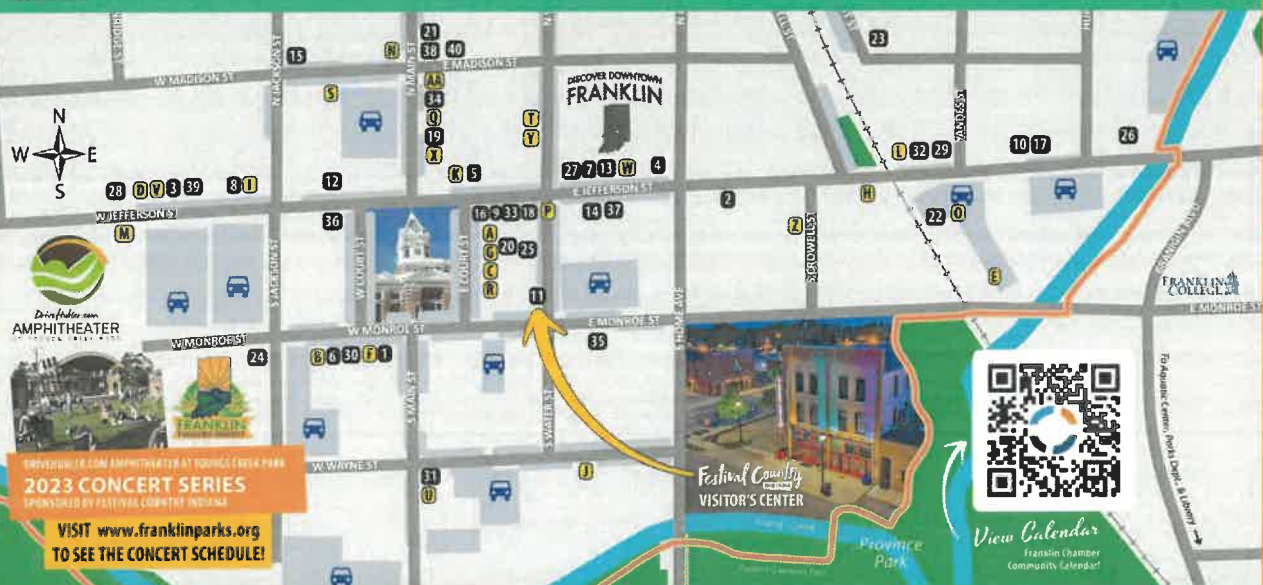 21
N
38 40
15
23
W MADISON ST
E MADISON ST
N JACKSON ST
N MAIN ST
AA
S
34
Q
19
X
T
Y
DISCOVER DOWNTOWN
FRANKLIN
N
W E
S
YANDES ST
L 32 29
10 17
26
K 5
27 7 13 W 4
28 D V 3 39
8 I
12
E JEFFERSON ST
W JEFFERSON ST
M
36
16 9 33 18 P
14 37
2
H
22 O
Z
A
G 20 25
C
R
E
S JACKSON ST
W COURT ST
E COURT ST
S CROWELL ST
11
FRANKLIN COLLEGE
DriveHubler.com
AMPHITHEATER
W MONROE ST
E MONROE ST
E MONROE ST
W MONROE ST
24
B 6 30 F 1
35
S HOME AVE
S MAIN ST
S WATER ST
To Aquatic Center, Parks Dept. & Library
FRANKLIN
W WAYNE ST
31
U
J
DRIVEHUBLER.COM AMPHITHEATER AT YOUNGS CREEK PARK
2023 CONCERT SERIES
SPONSORED BY FESTIVAL COUNTRY INDIANA
VISIT www.franklinparks.org
TO SEE THE CONCERT SCHEDULE!
Festival Country
INDIANA
VISITOR'S CENTER
Province
Park
View Calendar
Franklin Chamber
Community Calendar!